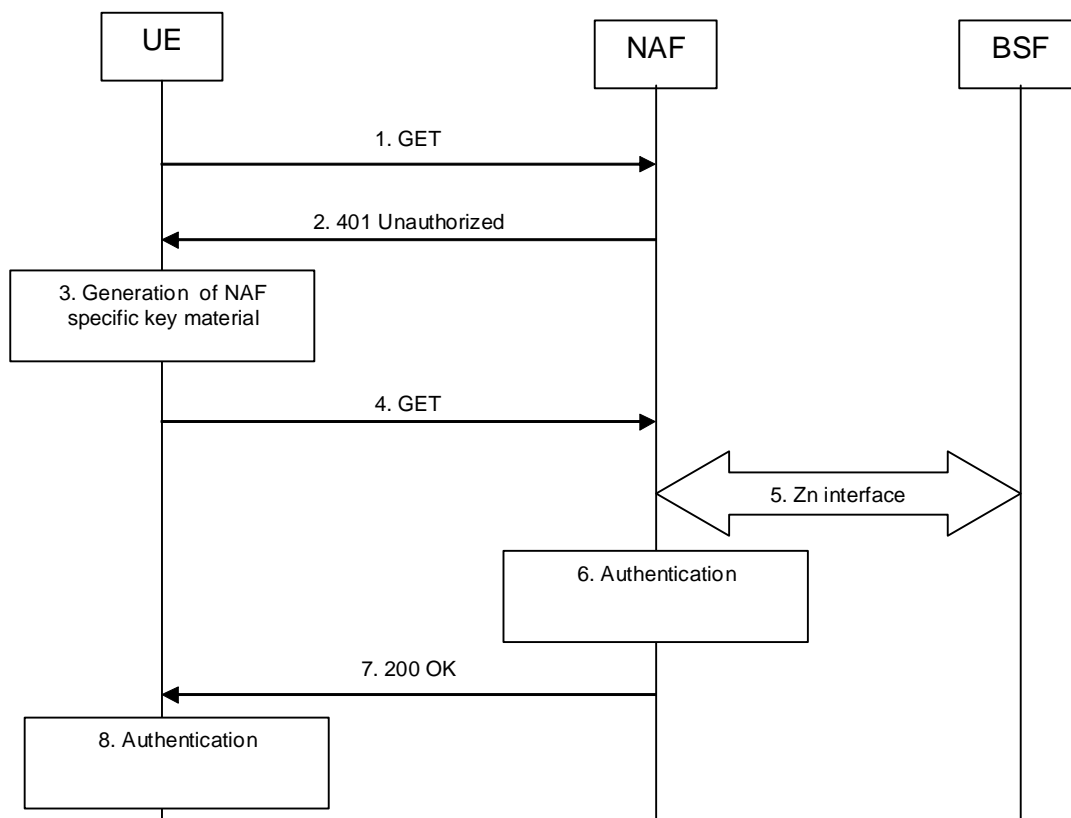 UE
NAF
BSF
1. GET
2. 401 Unauthorized
3. Generation of NAF
specific key material
4. GET
5. Zn interface
6. Authentication
7. 200 OK
8. Authentication